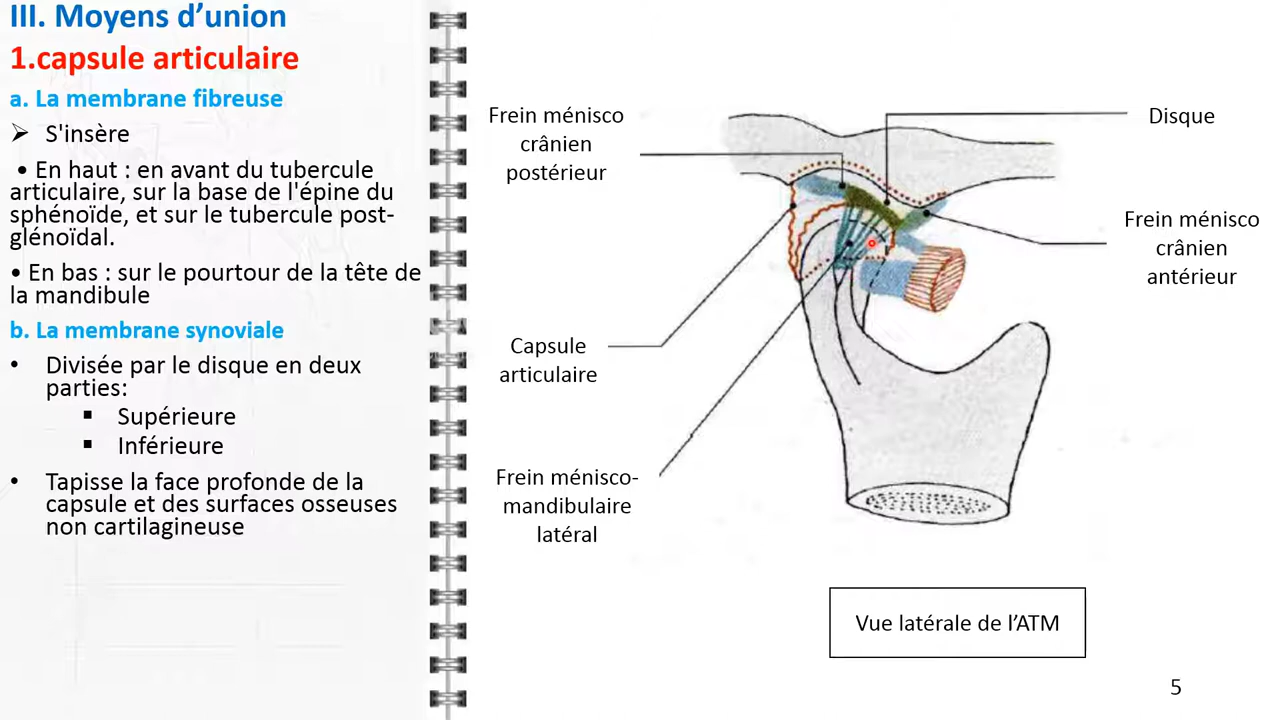 III. Moyens d’union
1.capsule articulaire
a. La membrane fibreuse
➢ S'insère
• En haut : en avant du tubercule
articulaire, sur la base de l'épine du
sphénoïde, et sur le tubercule post-
glénoïdal.
• En bas : sur le pourtour de la tête de
la mandibule
b. La membrane synoviale
• Divisée par le disque en deux
parties:
▪ Supérieure
▪ Inférieure
• Tapisse la face profonde de la
capsule et des surfaces osseuses
non cartilagineuse
Frein ménisco
crânien
postérieur
Disque
Frein ménisco
crânien
antérieur
Capsule
articulaire
Frein ménisco-
mandibulaire
latéral
Vue latérale de l’ATM
5